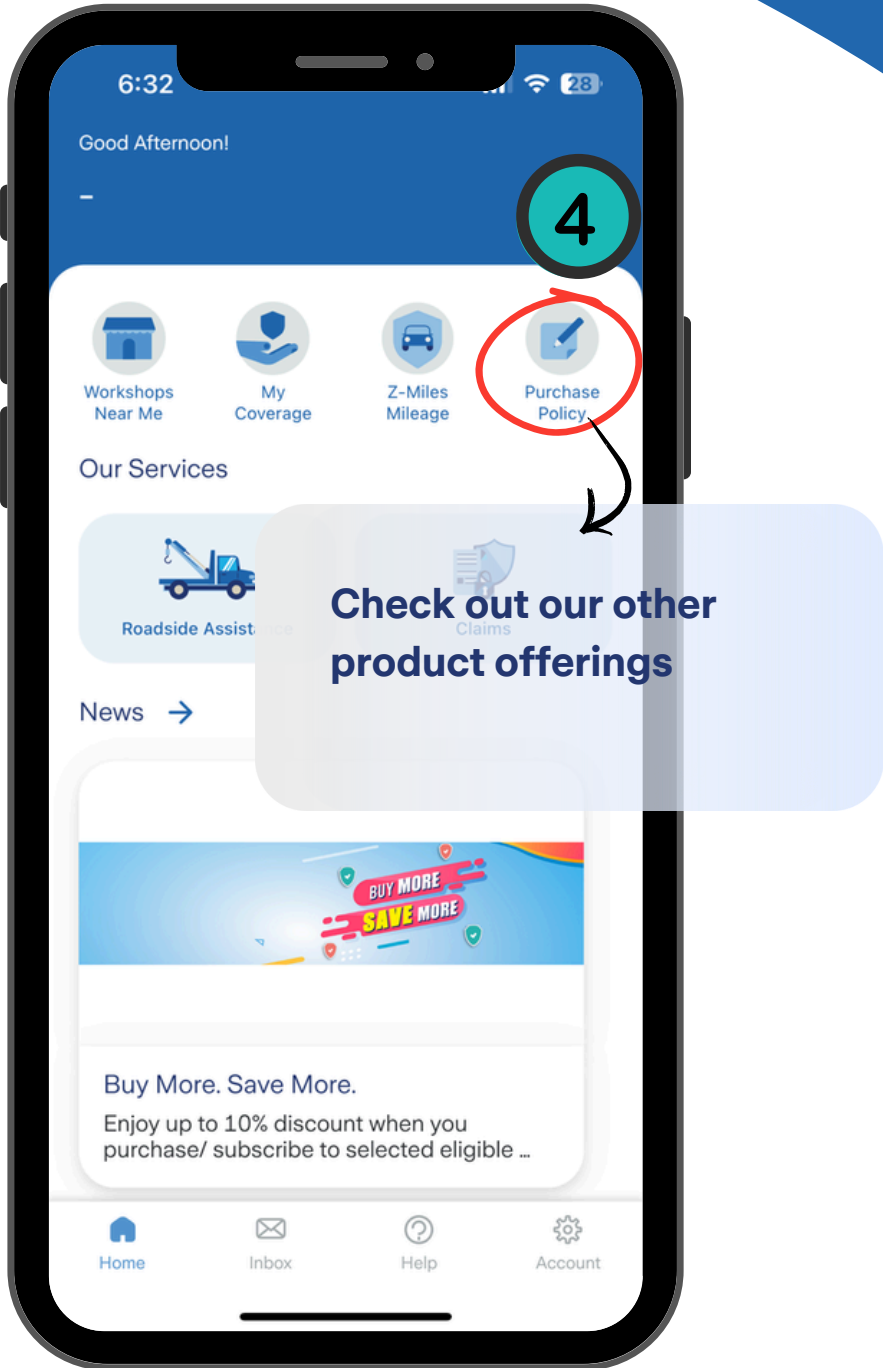 6:32
28
Good Afternoon!
-
4
Workshops
Near Me
My
Coverage
Z-Miles
Mileage
Purchase
Policy
Our Services
Roadside Assistance
Claims
Check out our other
product offerings
News →
BUY MORE
SAVE MORE
Buy More. Save More.
Enjoy up to 10% discount when you
purchase/ subscribe to selected eligible ...
Home
Inbox
Help
Account